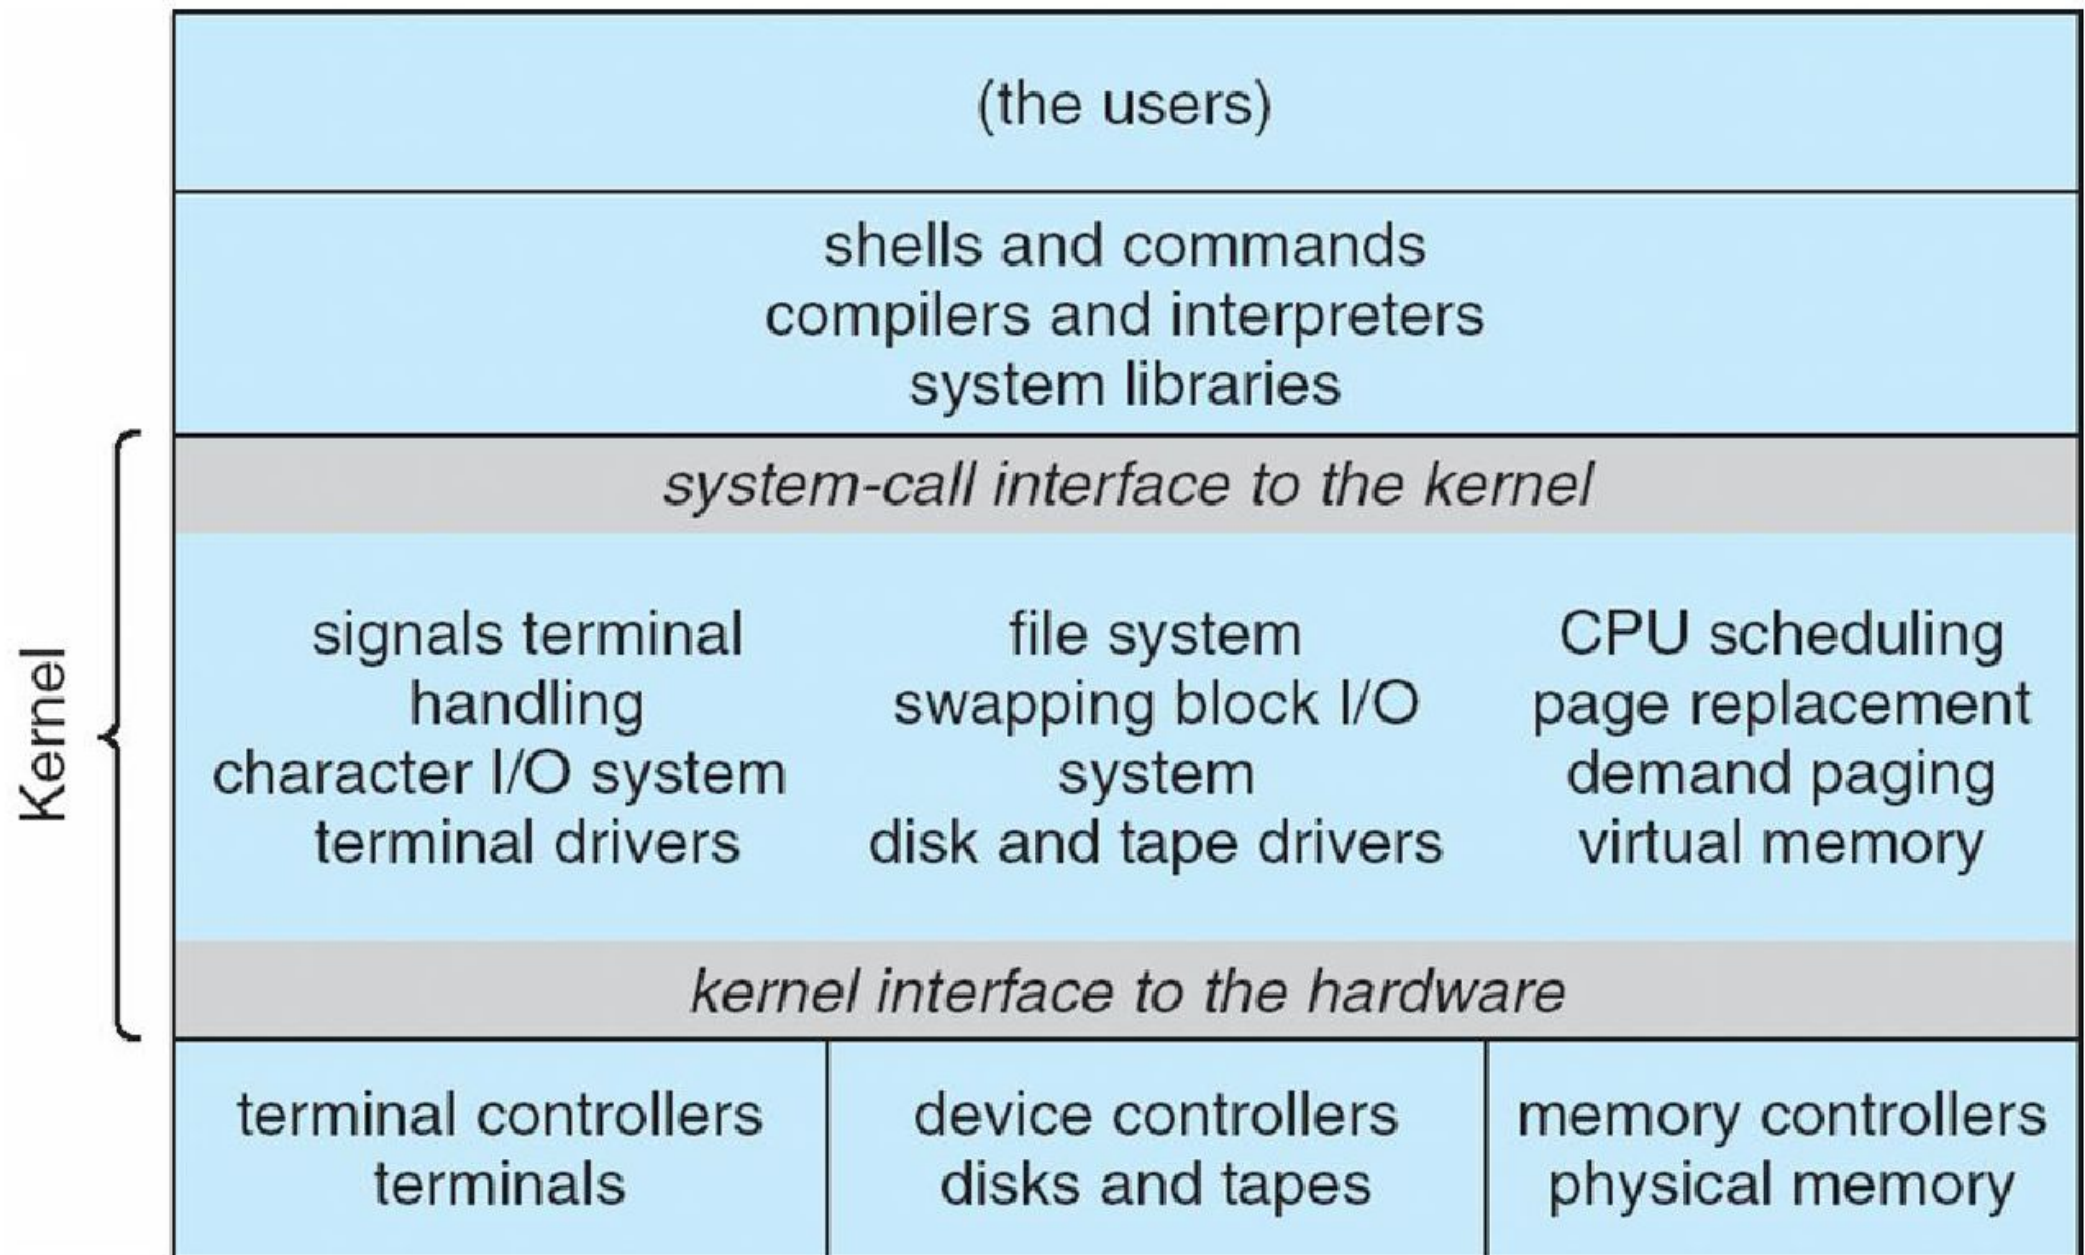 (the users)
shells and commands
compilers and interpreters
system libraries
Kernel
system-call interface to the kernel
signals terminal
handling
character I/O system
terminal drivers
file system
swapping block I/O
system
disk and tape drivers
CPU scheduling
page replacement
demand paging
virtual memory
kernel interface to the hardware
terminal controllers
terminals
device controllers
disks and tapes
memory controllers
physical memory